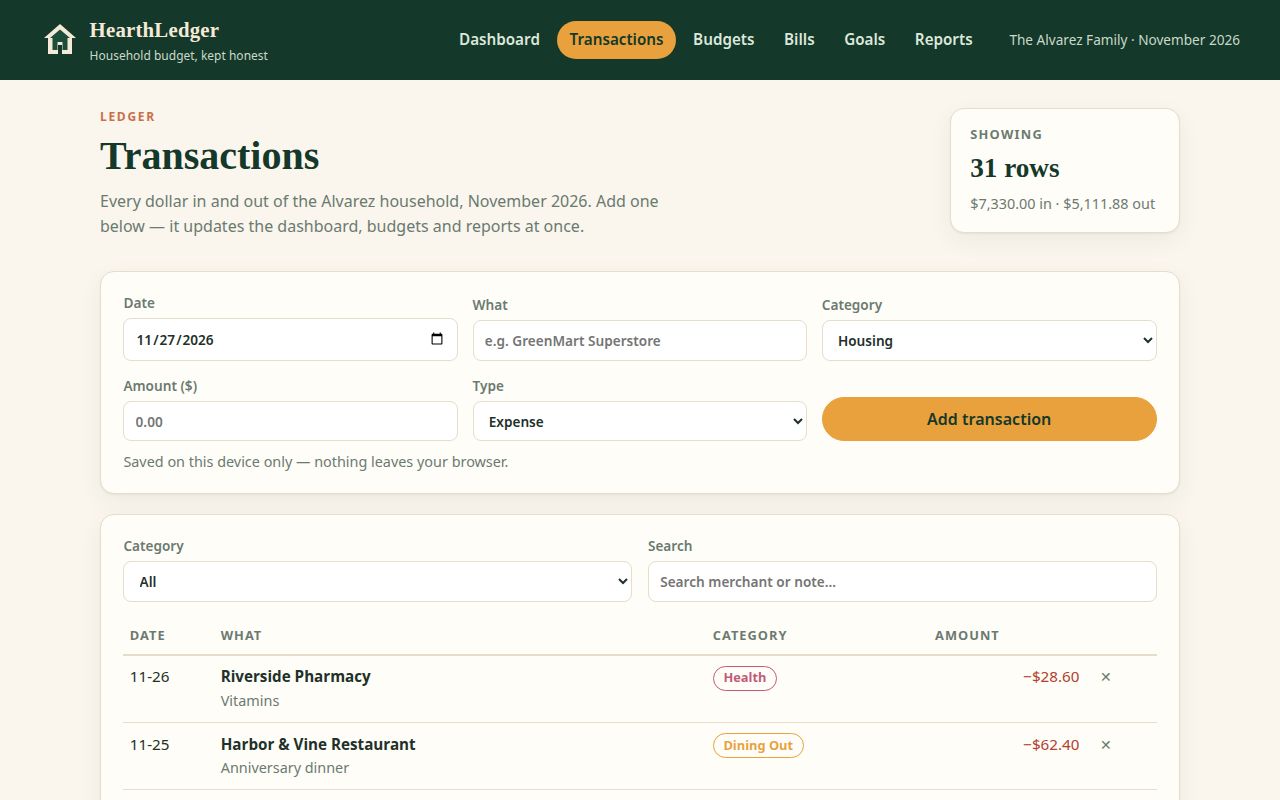 HearthLedger
Household budget, kept honest
Dashboard Transactions Budgets Bills Goals Reports The Alvarez Family · November 2026
LEDGER
Transactions
Every dollar in and out of the Alvarez household, November 2026. Add one
below — it updates the dashboard, budgets and reports at once.
SHOWING
31 rows
$7,330.00 in · $5,111.88 out
Date What Category
11/27/2026 e.g. GreenMart Superstore Housing
Amount ($) Type
0.00 Expense Add transaction
Saved on this device only — nothing leaves your browser.
Category Search
All Search merchant or note...
DATE WHAT CATEGORY AMOUNT
11-26 Riverside Pharmacy Health −$28.60 ×
Vitamins
11-25 Harbor & Vine Restaurant Dining Out −$62.40 ×
Anniversary dinner